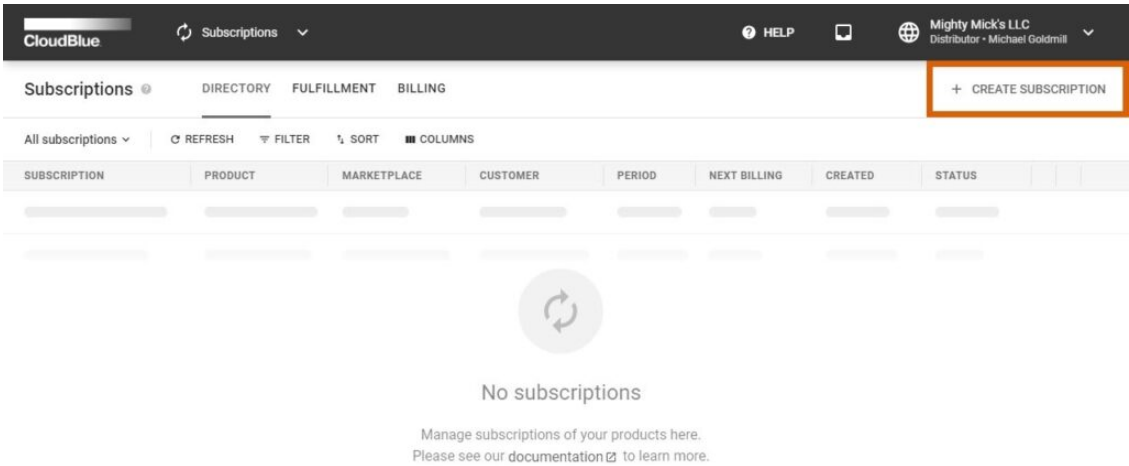 CloudBlue Subscriptions HELP Mighty Mick's LLC
Distributor • Michael Goldmill
Subscriptions DIRECTORY FULFILLMENT BILLING + CREATE SUBSCRIPTION
All subscriptions REFRESH FILTER SORT COLUMNS
SUBSCRIPTION PRODUCT MARKETPLACE CUSTOMER PERIOD NEXT BILLING CREATED STATUS
No subscriptions
Manage subscriptions of your products here.
Please see our documentation to learn more.